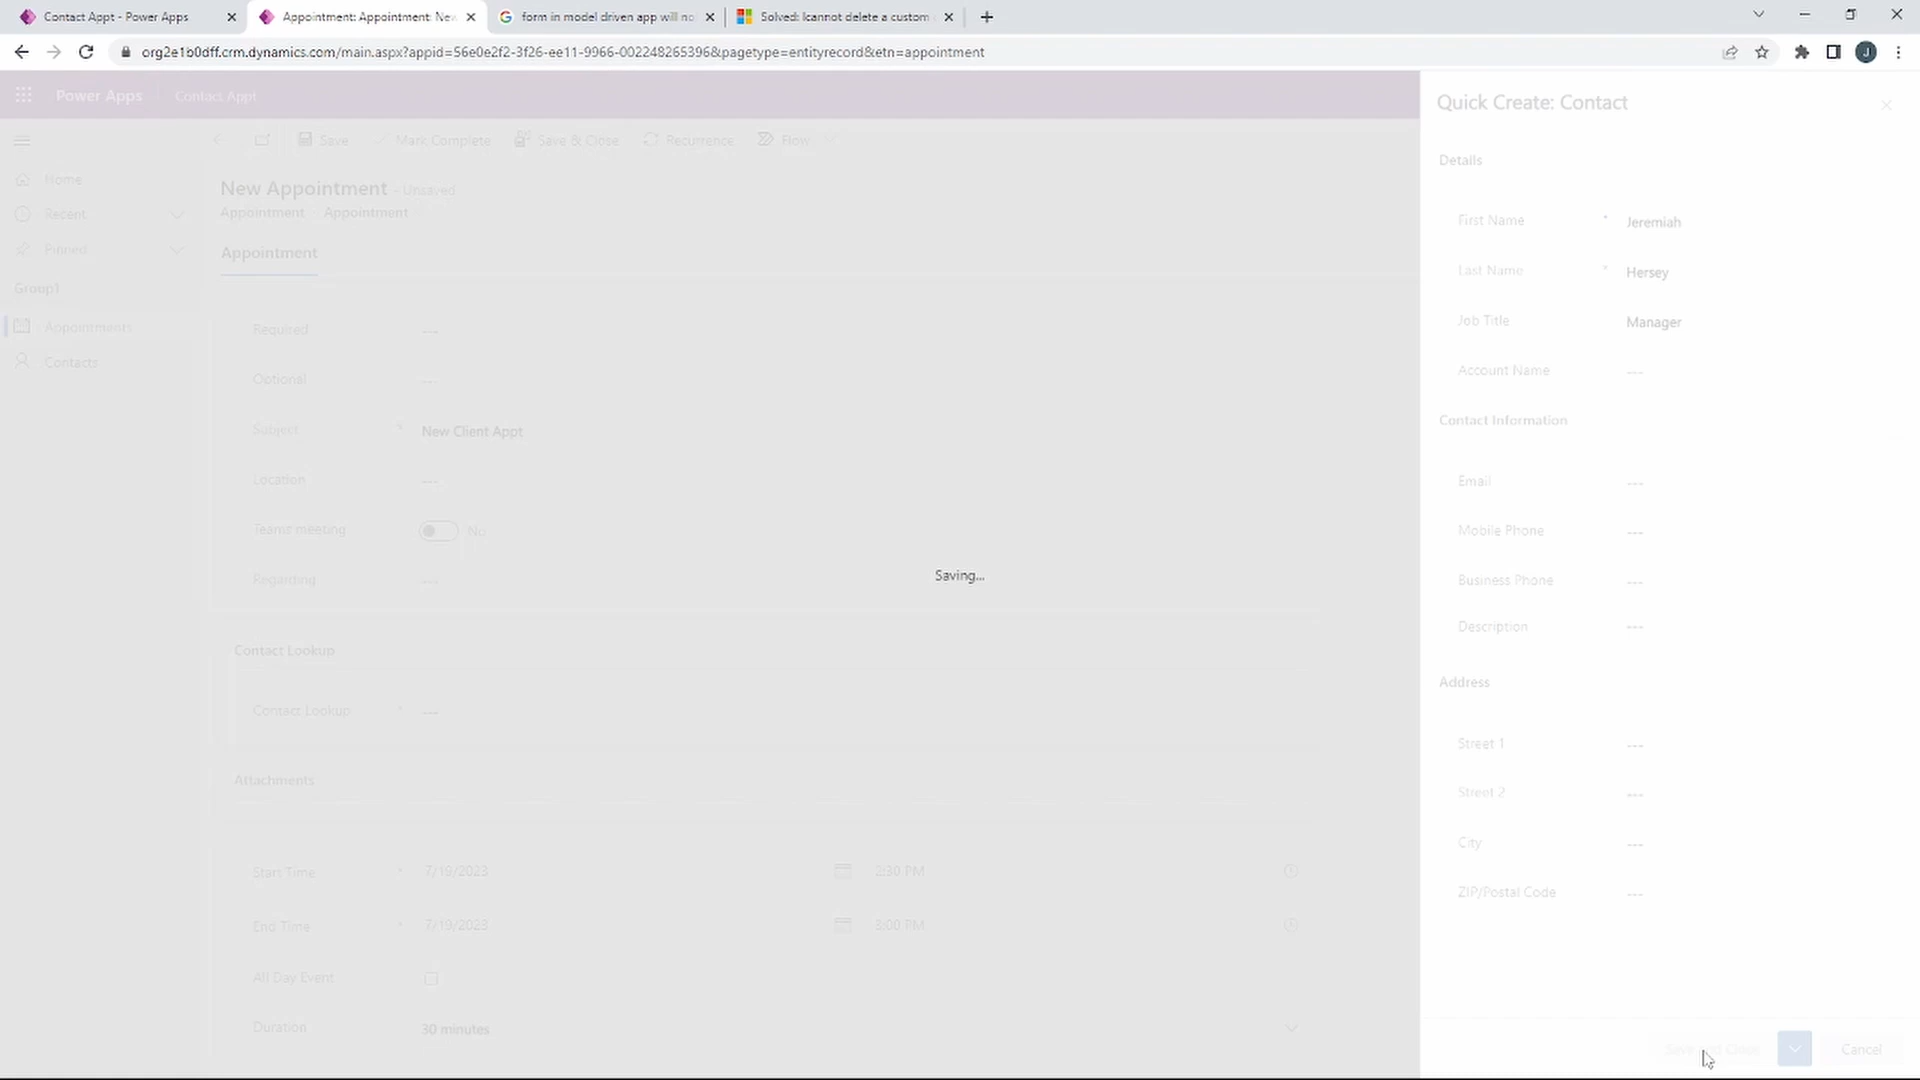 Contact Appt - Power Apps
Appointment: Appointment: New
form in model driven app will no
Solved: Icannot delete a custom
org2e1b0dff.crm.dynamics.com/main.aspx?appid=56e0e2f2-3f26-ee11-9966-002248265396&pagetype=entityrecord&etn=appointment
J
Power Apps
Contact Appt
Save
Mark Complete
Save & Close
Recurrence
Flow
Home
Recent
Pinned
Group1
Appointments
Contacts
New Appointment - Unsaved
Appointment · Appointment
Appointment
Required ---
Optional ---
Subject * New Client Appt
Location ---
Teams meeting No
Regarding ---
Contact Lookup
Contact Lookup * ---
Attachments
Start Time * 7/19/2023 2:30 PM
End Time * 7/19/2023 3:00 PM
All Day Event
Duration 30 minutes
Saving...
Quick Create: Contact
Details
First Name * Jeremiah
Last Name * Hersey
Job Title Manager
Account Name ---
Contact Information
Email ---
Mobile Phone ---
Business Phone ---
Description ---
Address
Street 1 ---
Street 2 ---
City ---
ZIP/Postal Code ---
Save and Close
Cancel